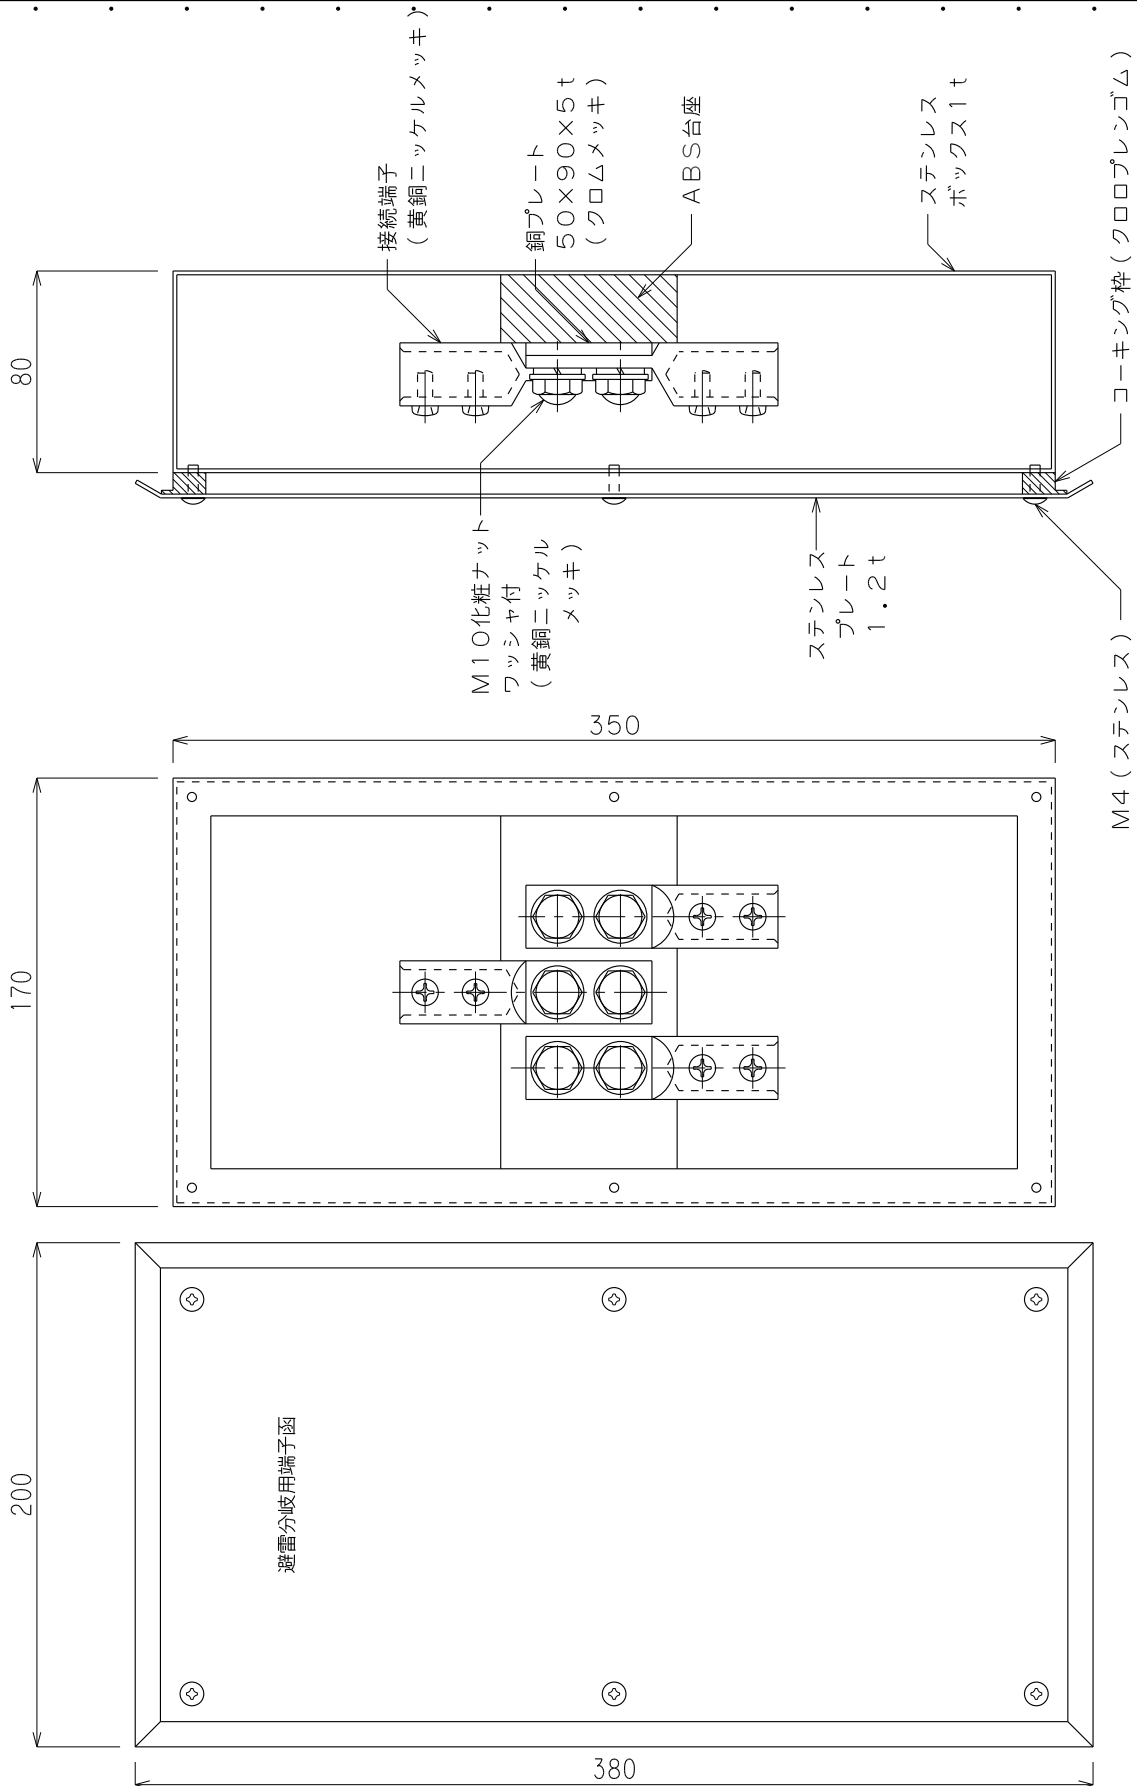 接続端子
（黄銅ニッケルメッキ）
銅プレート
50×90×5t
（クロムメッキ）
ABS台座
ステンレス
ボックス1t
コーキング枠（クロロプレンゴム）
80
M10化粧ナット
ワッシャ付
（黄銅ニッケル
メッキ）
ステンレス
プレート
1.2t
M4（ステンレス）
350
170
200
避雷分岐用端子函
380